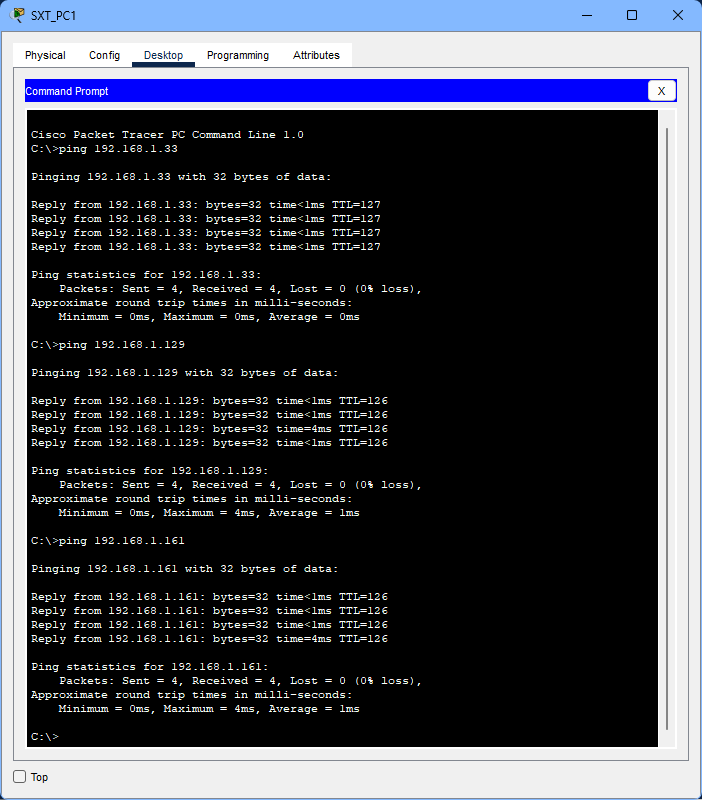 SXT_PC1
Physical Config Desktop Programming Attributes
Command Prompt X
Cisco Packet Tracer PC Command Line 1.0
C:\>ping 192.168.1.33
Pinging 192.168.1.33 with 32 bytes of data:
Reply from 192.168.1.33: bytes=32 time<1ms TTL=127
Reply from 192.168.1.33: bytes=32 time<1ms TTL=127
Reply from 192.168.1.33: bytes=32 time<1ms TTL=127
Reply from 192.168.1.33: bytes=32 time<1ms TTL=127
Ping statistics for 192.168.1.33:
    Packets: Sent = 4, Received = 4, Lost = 0 (0% loss),
Approximate round trip times in milli-seconds:
    Minimum = 0ms, Maximum = 0ms, Average = 0ms
C:\>ping 192.168.1.129
Pinging 192.168.1.129 with 32 bytes of data:
Reply from 192.168.1.129: bytes=32 time<1ms TTL=126
Reply from 192.168.1.129: bytes=32 time<1ms TTL=126
Reply from 192.168.1.129: bytes=32 time=4ms TTL=126
Reply from 192.168.1.129: bytes=32 time<1ms TTL=126
Ping statistics for 192.168.1.129:
    Packets: Sent = 4, Received = 4, Lost = 0 (0% loss),
Approximate round trip times in milli-seconds:
    Minimum = 0ms, Maximum = 4ms, Average = 1ms
C:\>ping 192.168.1.161
Pinging 192.168.1.161 with 32 bytes of data:
Reply from 192.168.1.161: bytes=32 time<1ms TTL=126
Reply from 192.168.1.161: bytes=32 time<1ms TTL=126
Reply from 192.168.1.161: bytes=32 time<1ms TTL=126
Reply from 192.168.1.161: bytes=32 time=4ms TTL=126
Ping statistics for 192.168.1.161:
    Packets: Sent = 4, Received = 4, Lost = 0 (0% loss),
Approximate round trip times in milli-seconds:
    Minimum = 0ms, Maximum = 4ms, Average = 1ms
C:\>
Top